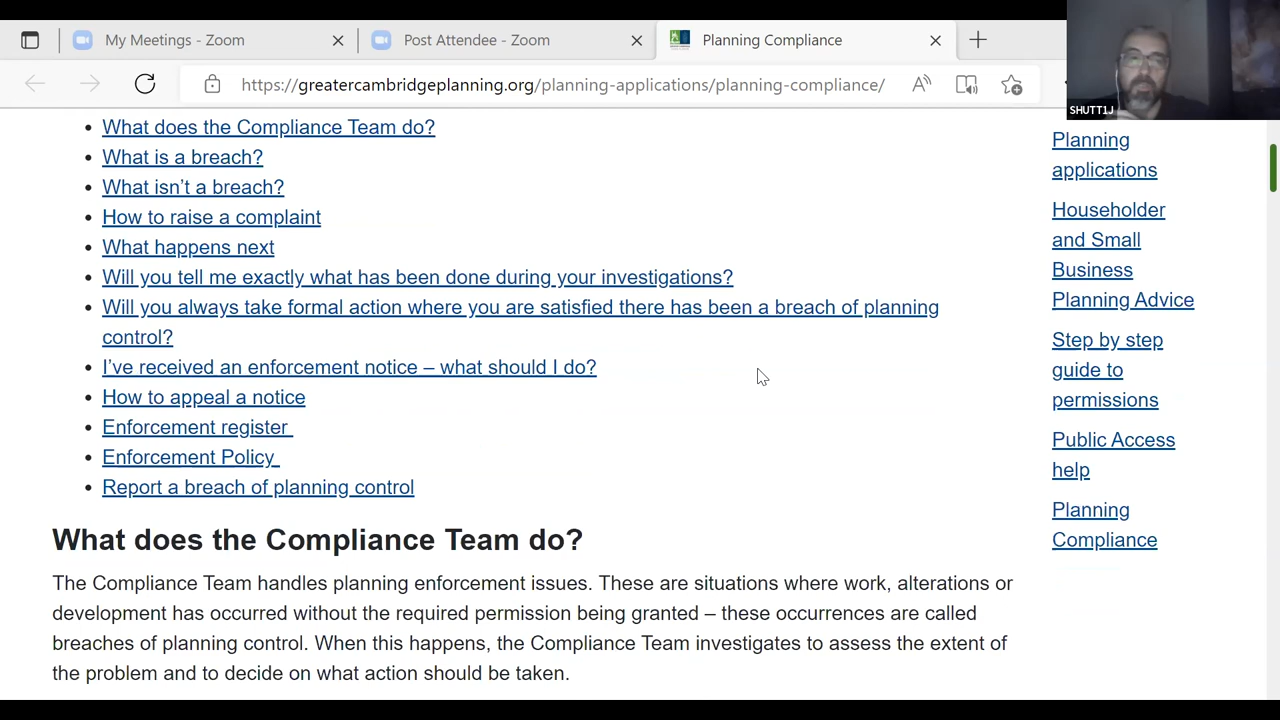 My Meetings - Zoom
Post Attendee - Zoom
Planning Compliance
https://greatercambridgeplanning.org/planning-applications/planning-compliance/
SHUTT1J
What does the Compliance Team do?
What is a breach?
What isn’t a breach?
How to raise a complaint
What happens next
Will you tell me exactly what has been done during your investigations?
Will you always take formal action where you are satisfied there has been a breach of planning
control?
I’ve received an enforcement notice – what should I do?
How to appeal a notice
Enforcement register
Enforcement Policy
Report a breach of planning control
What does the Compliance Team do?
The Compliance Team handles planning enforcement issues. These are situations where work, alterations or
development has occurred without the required permission being granted – these occurrences are called
breaches of planning control. When this happens, the Compliance Team investigates to assess the extent of
the problem and to decide on what action should be taken.
Planning
applications
Householder
and Small
Business
Planning Advice
Step by step
guide to
permissions
Public Access
help
Planning
Compliance